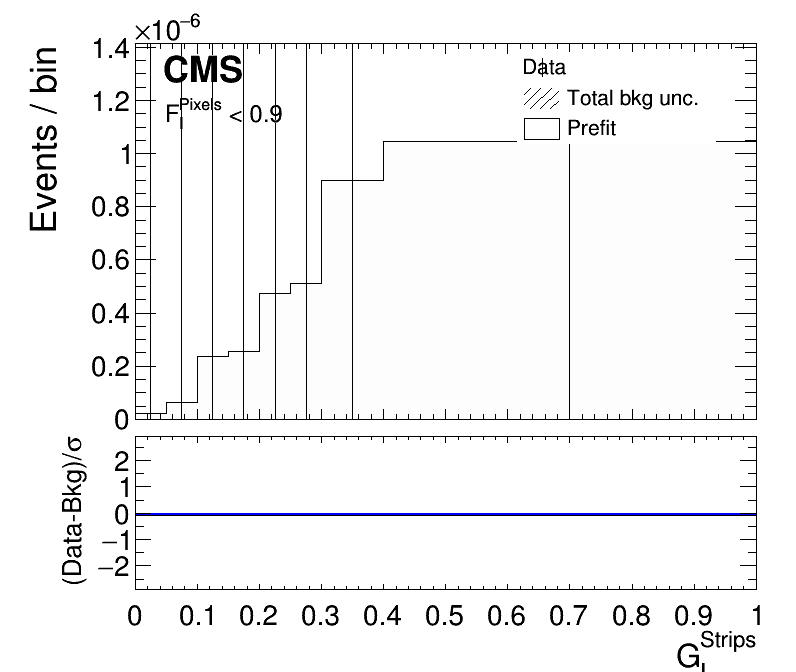 ×10⁻⁶
CMS
F_i^Pixels < 0.9
Data
Total bkg unc.
Prefit
Events / bin
1.4
1.2
1
0.8
0.6
0.4
0.2
0
(Data-Bkg)/σ
2
1
0
−1
−2
0 0.1 0.2 0.3 0.4 0.5 0.6 0.7 0.8 0.9 1
G_i^Strips